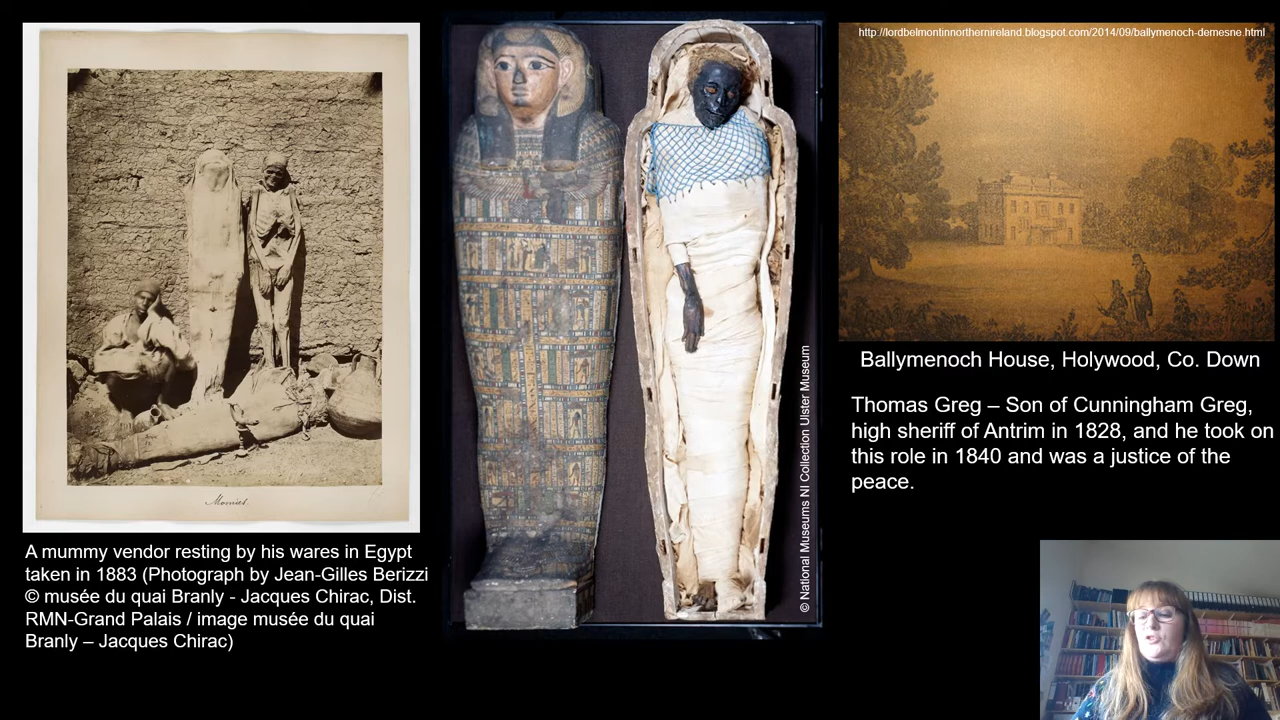 Momies.
A mummy vendor resting by his wares in Egypt
taken in 1883 (Photograph by Jean-Gilles Berizzi
© musée du quai Branly - Jacques Chirac, Dist.
RMN-Grand Palais / image musée du quai
Branly – Jacques Chirac)
© National Museums NI Collection Ulster Museum
http://lordbelmontinnorthernireland.blogspot.com/2014/09/ballymenoch-demesne.html
Ballymenoch House, Holywood, Co. Down
Thomas Greg – Son of Cunningham Greg,
high sheriff of Antrim in 1828, and he took on
this role in 1840 and was a justice of the
peace.